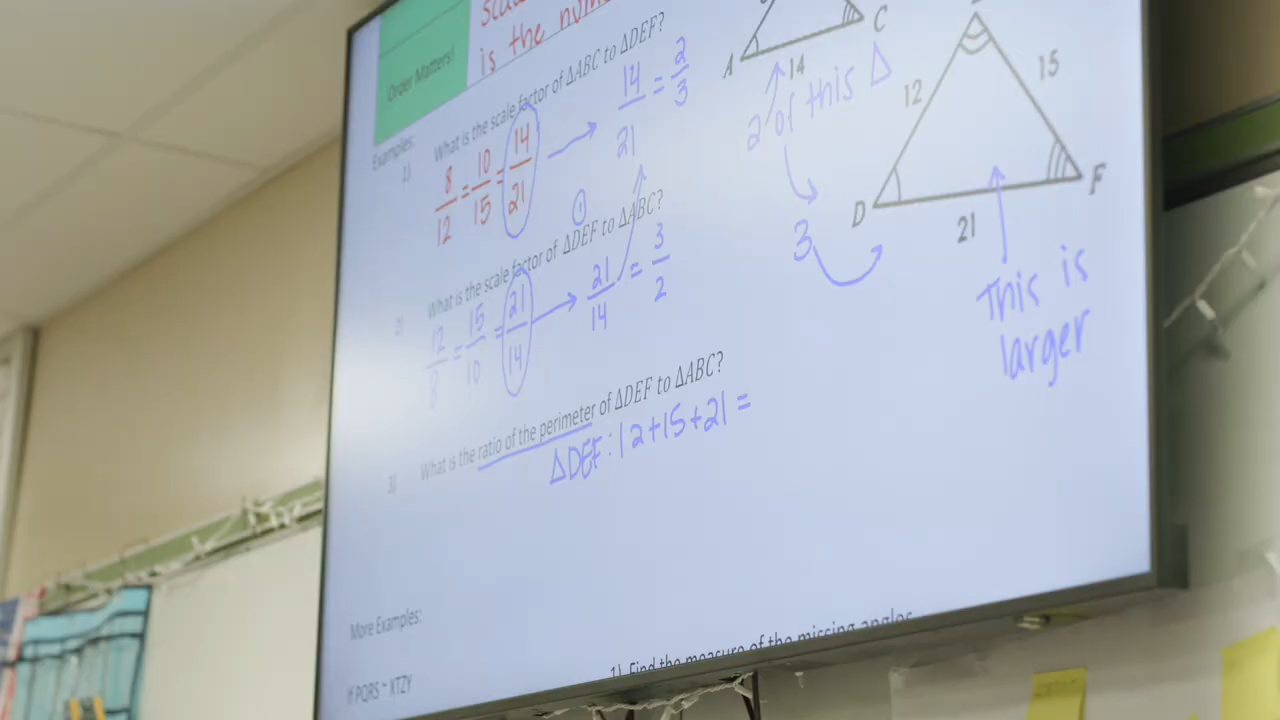 is the
Order Matters!
Examples:
1) What is the scale factor of ΔABC to ΔDEF?
8/12 = 10/15 = 14/21 → 14/21 = 2/3
A 14 C
2 of this Δ
3
12 15
D 21 F
This is larger
2) What is the scale factor of ΔDEF to ΔABC?
12/8 = 15/10 = 21/14 → 21/14 = 3/2
3) What is the ratio of the perimeter of ΔDEF to ΔABC?
ΔDEF: 12+15+21 =
More Examples:
1) Find the measure of the missing angles
If PQRS ~ XTZY